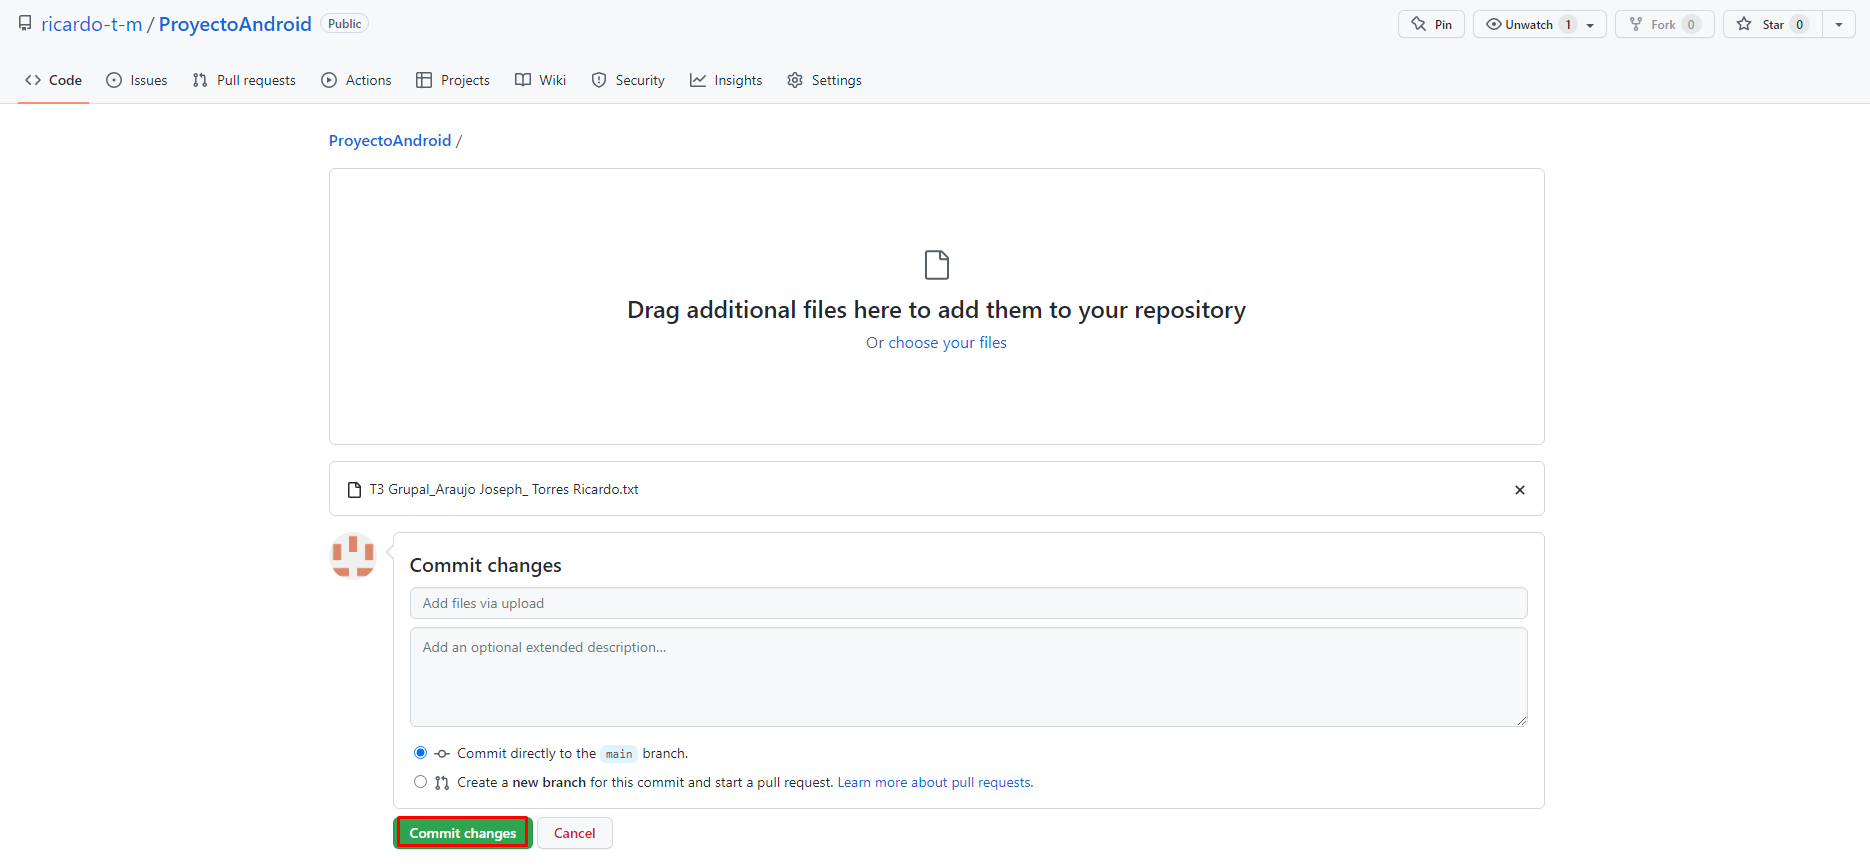 ricardo-t-m / ProyectoAndroid Public
Pin
Unwatch 1
Fork 0
Star 0
Code Issues Pull requests Actions Projects Wiki Security Insights Settings
ProyectoAndroid /
Drag additional files here to add them to your repository
Or choose your files
T3 Grupal_Araujo Joseph_ Torres Ricardo.txt
Commit changes
Add files via upload
Add an optional extended description...
Commit directly to the main branch.
Create a new branch for this commit and start a pull request. Learn more about pull requests.
Commit changes Cancel